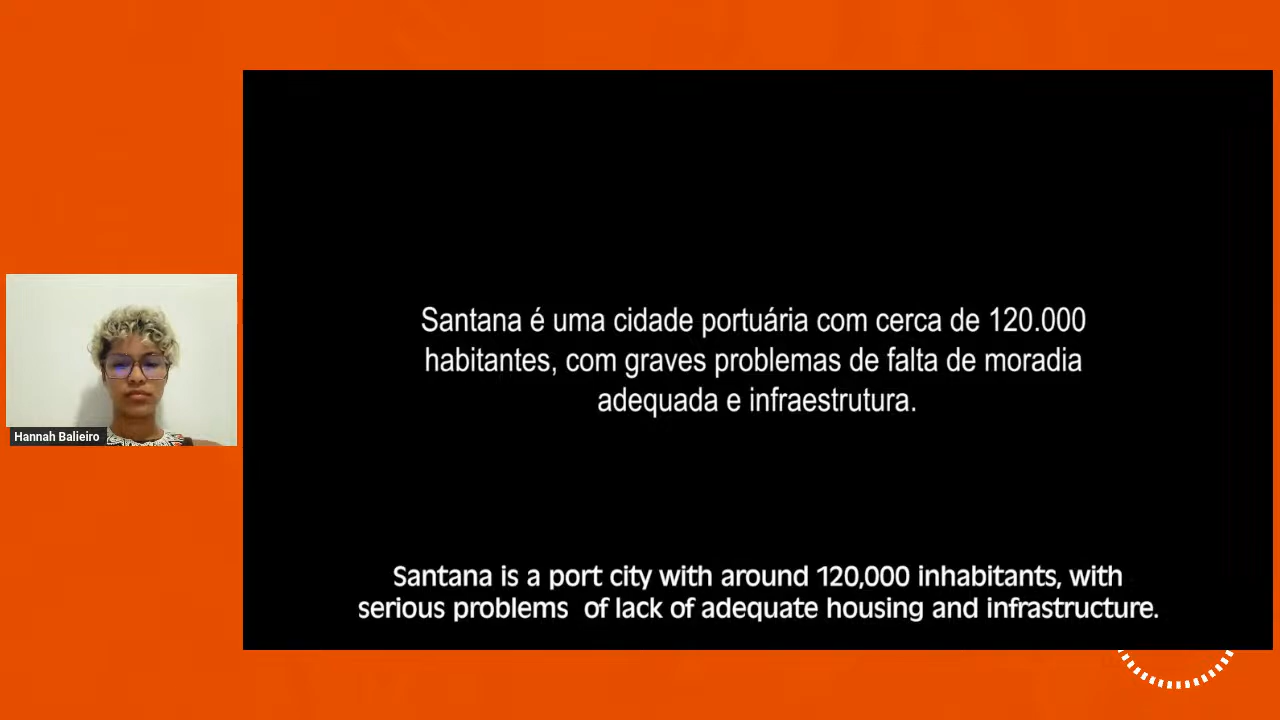 Santana é uma cidade portuária com cerca de 120.000
habitantes, com graves problemas de falta de moradia
adequada e infraestrutura.
Hannah Balieiro
Santana is a port city with around 120,000 inhabitants, with
serious problems  of lack of adequate housing and infrastructure.